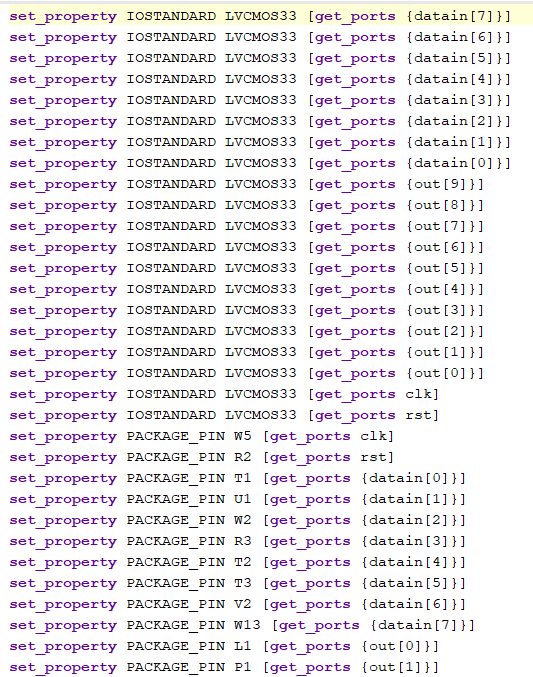 set_property IOSTANDARD LVCMOS33 [get_ports {datain[7]}]
set_property IOSTANDARD LVCMOS33 [get_ports {datain[6]}]
set_property IOSTANDARD LVCMOS33 [get_ports {datain[5]}]
set_property IOSTANDARD LVCMOS33 [get_ports {datain[4]}]
set_property IOSTANDARD LVCMOS33 [get_ports {datain[3]}]
set_property IOSTANDARD LVCMOS33 [get_ports {datain[2]}]
set_property IOSTANDARD LVCMOS33 [get_ports {datain[1]}]
set_property IOSTANDARD LVCMOS33 [get_ports {datain[0]}]
set_property IOSTANDARD LVCMOS33 [get_ports {out[9]}]
set_property IOSTANDARD LVCMOS33 [get_ports {out[8]}]
set_property IOSTANDARD LVCMOS33 [get_ports {out[7]}]
set_property IOSTANDARD LVCMOS33 [get_ports {out[6]}]
set_property IOSTANDARD LVCMOS33 [get_ports {out[5]}]
set_property IOSTANDARD LVCMOS33 [get_ports {out[4]}]
set_property IOSTANDARD LVCMOS33 [get_ports {out[3]}]
set_property IOSTANDARD LVCMOS33 [get_ports {out[2]}]
set_property IOSTANDARD LVCMOS33 [get_ports {out[1]}]
set_property IOSTANDARD LVCMOS33 [get_ports {out[0]}]
set_property IOSTANDARD LVCMOS33 [get_ports clk]
set_property IOSTANDARD LVCMOS33 [get_ports rst]
set_property PACKAGE_PIN W5 [get_ports clk]
set_property PACKAGE_PIN R2 [get_ports rst]
set_property PACKAGE_PIN T1 [get_ports {datain[0]}]
set_property PACKAGE_PIN U1 [get_ports {datain[1]}]
set_property PACKAGE_PIN W2 [get_ports {datain[2]}]
set_property PACKAGE_PIN R3 [get_ports {datain[3]}]
set_property PACKAGE_PIN T2 [get_ports {datain[4]}]
set_property PACKAGE_PIN T3 [get_ports {datain[5]}]
set_property PACKAGE_PIN V2 [get_ports {datain[6]}]
set_property PACKAGE_PIN W13 [get_ports {datain[7]}]
set_property PACKAGE_PIN L1 [get_ports {out[0]}]
set_property PACKAGE_PIN P1 [get_ports {out[1]}]